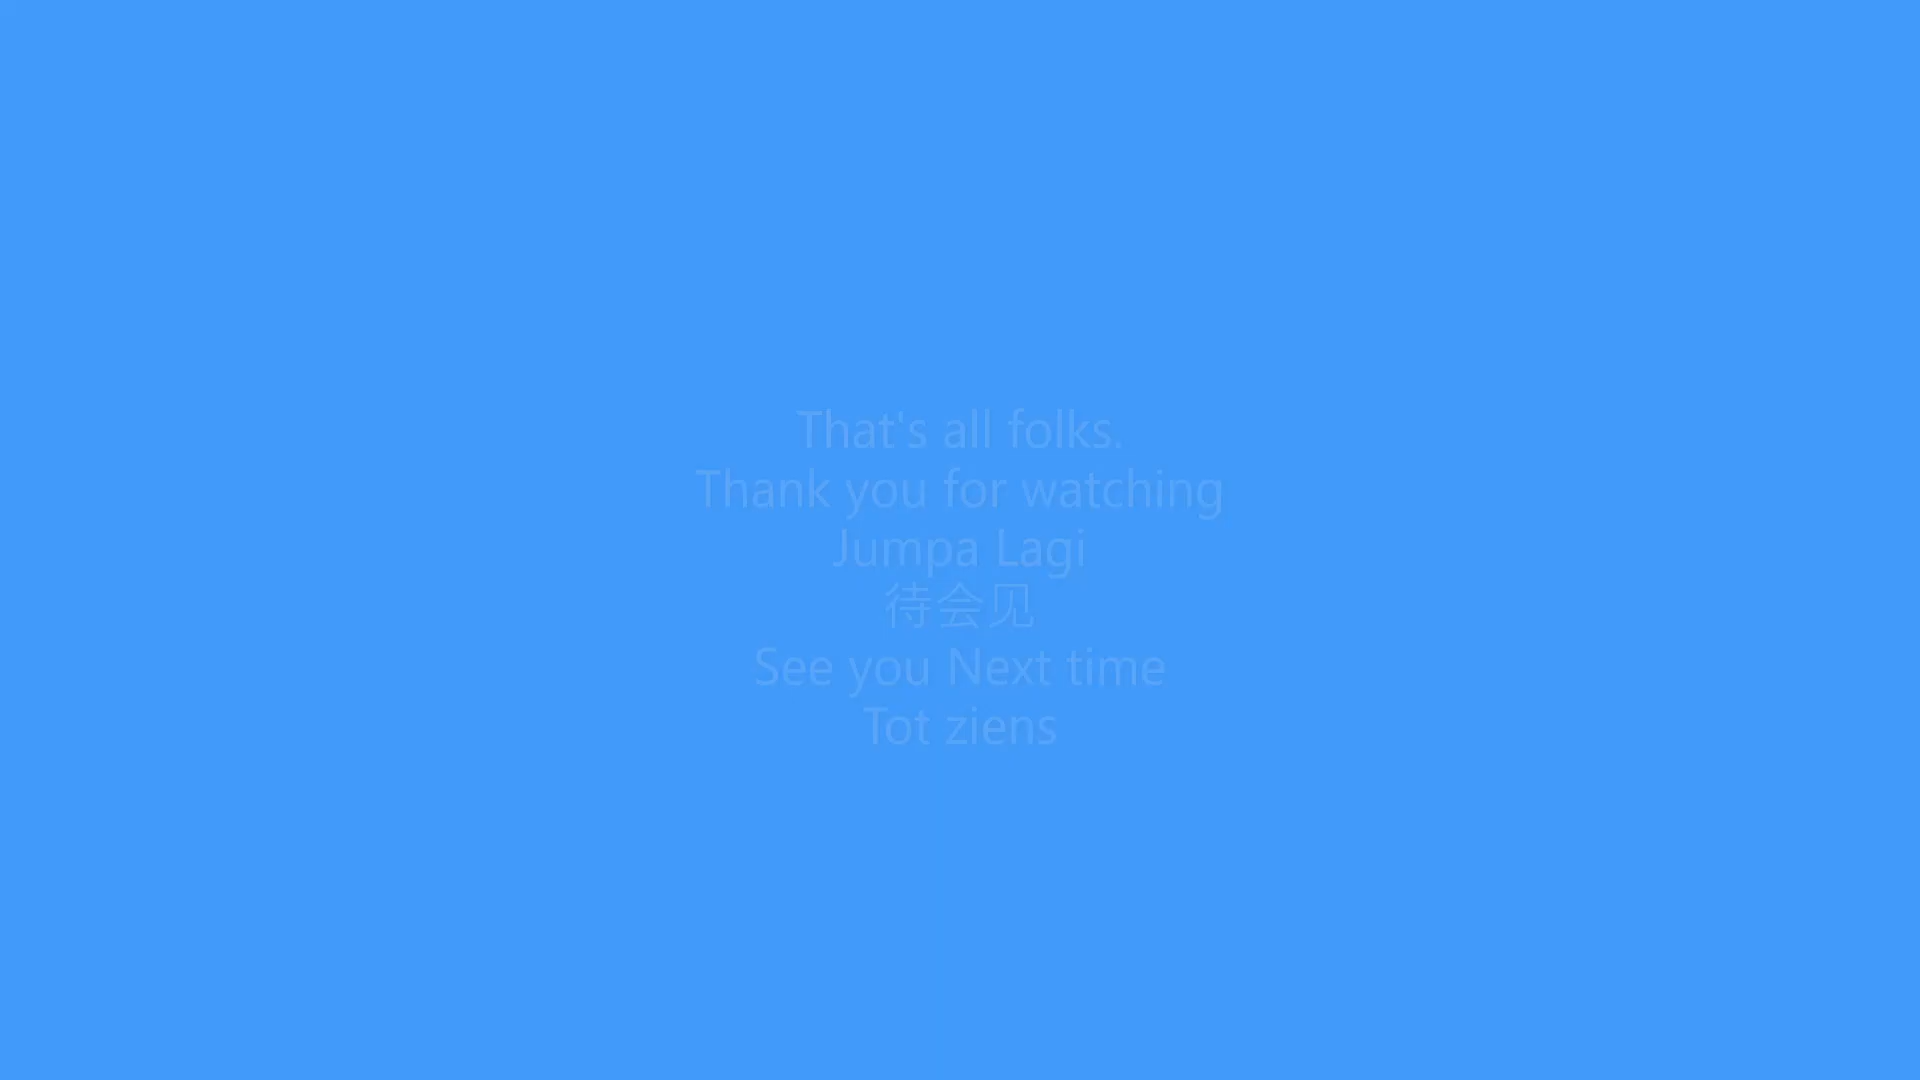 That's all folks.
Thank you for watching
Jumpa Lagi
待会见
See you Next time
Tot ziens